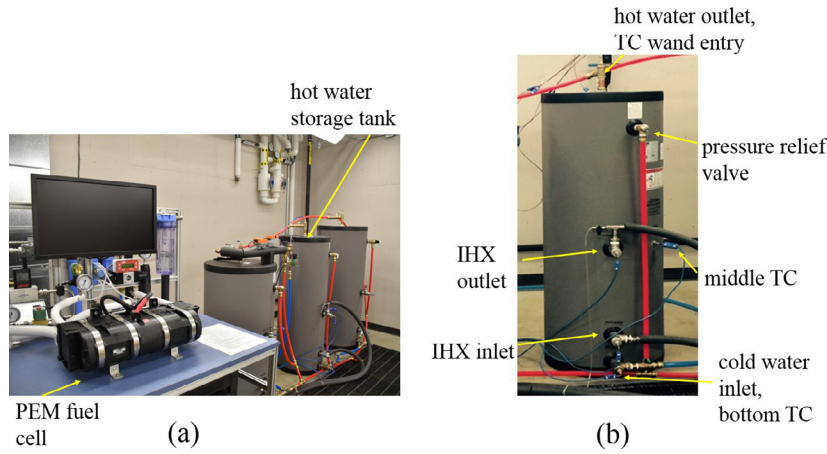 hot water
storage tank
PEM fuel
cell
(a)
hot water outlet,
TC wand entry
pressure relief
valve
IHX
outlet
middle TC
IHX inlet
cold water
inlet,
bottom TC
(b)